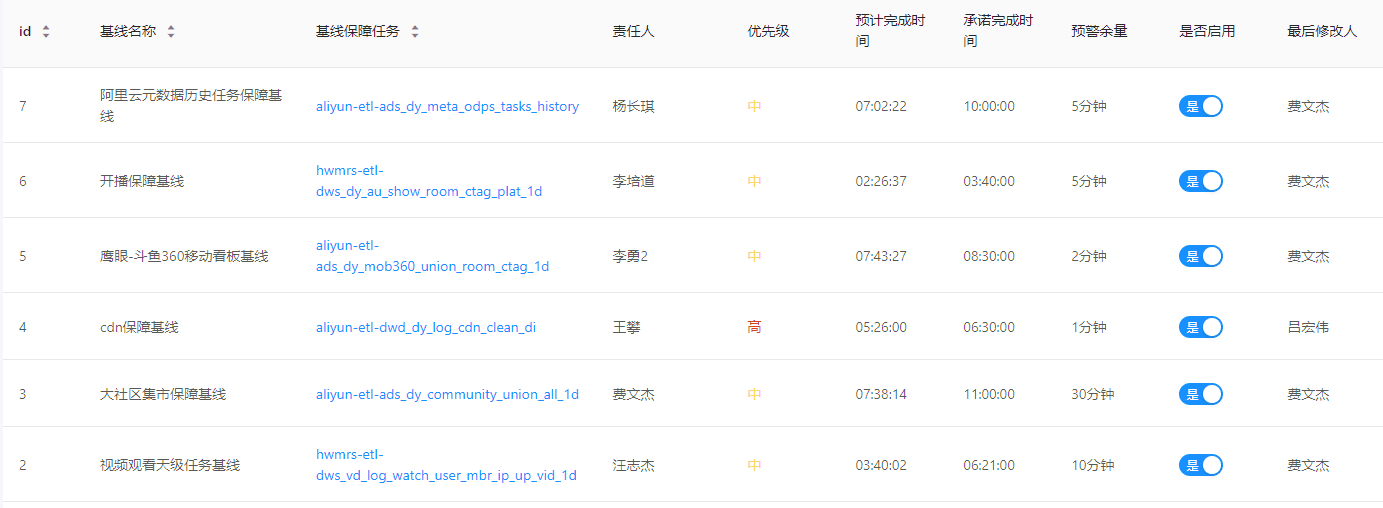 id 基线名称 基线保障任务 责任人 优先级 预计完成时间 承诺完成时间 预警余量 是否启用 最后修改人
7 阿里云元数据历史任务保障基线 aliyun-etl-ads_dy_meta_odps_tasks_history 杨长琪 中 07:02:22 10:00:00 5分钟 是 费文杰
6 开播保障基线 hwmrs-etl-dws_dy_au_show_room_ctag_plat_1d 李培道 中 02:26:37 03:40:00 5分钟 是 费文杰
5 鹰眼-斗鱼360移动看板基线 aliyun-etl-ads_dy_mob360_union_room_ctag_1d 李勇2 中 07:43:27 08:30:00 2分钟 是 费文杰
4 cdn保障基线 aliyun-etl-dwd_dy_log_cdn_clean_di 王攀 高 05:26:00 06:30:00 1分钟 是 吕宏伟
3 大社区集市保障基线 aliyun-etl-ads_dy_community_union_all_1d 费文杰 中 07:38:14 11:00:00 30分钟 是 费文杰
2 视频观看天级任务基线 hwmrs-etl-dws_vd_log_watch_user_mbr_ip_up_vid_1d 汪志杰 中 03:40:02 06:21:00 10分钟 是 费文杰